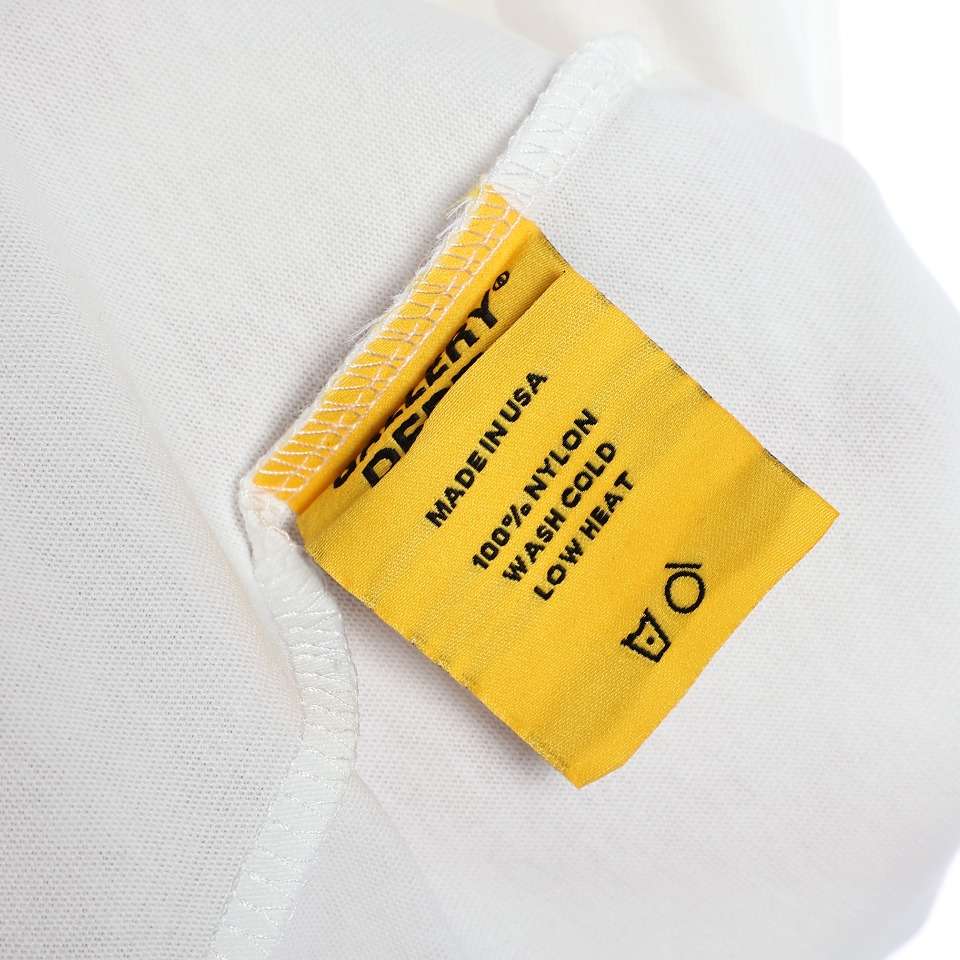 MADE IN USA
100% NYLON
WASH COLD
LOW HEAT